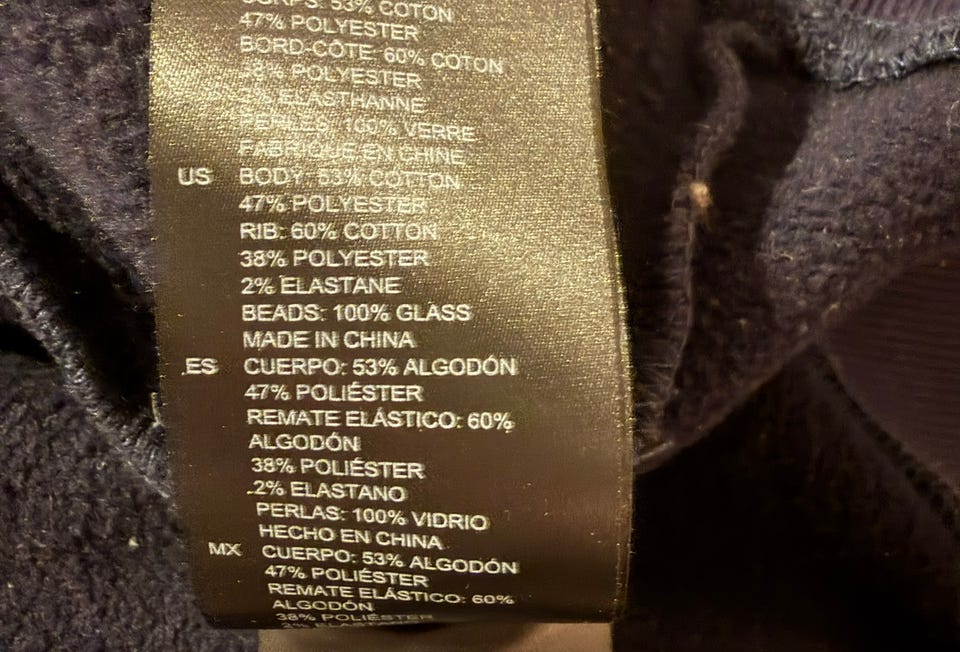 CORPS: 53% COTON
47% POLYESTER
BORD-CÔTE: 60% COTON
38% POLYESTER
2% ELASTHANNE
PERLES: 100% VERRE
FABRIQUÉ EN CHINE
US BODY: 53% COTTON
47% POLYESTER
RIB: 60% COTTON
38% POLYESTER
2% ELASTANE
BEADS: 100% GLASS
MADE IN CHINA
ES CUERPO: 53% ALGODÓN
47% POLIÉSTER
REMATE ELÁSTICO: 60%
ALGODÓN
38% POLIÉSTER
2% ELASTANO
PERLAS: 100% VIDRIO
HECHO EN CHINA
MX CUERPO: 53% ALGODÓN
47% POLIÉSTER
REMATE ELÁSTICO: 60%
ALGODÓN
38% POLIÉSTER